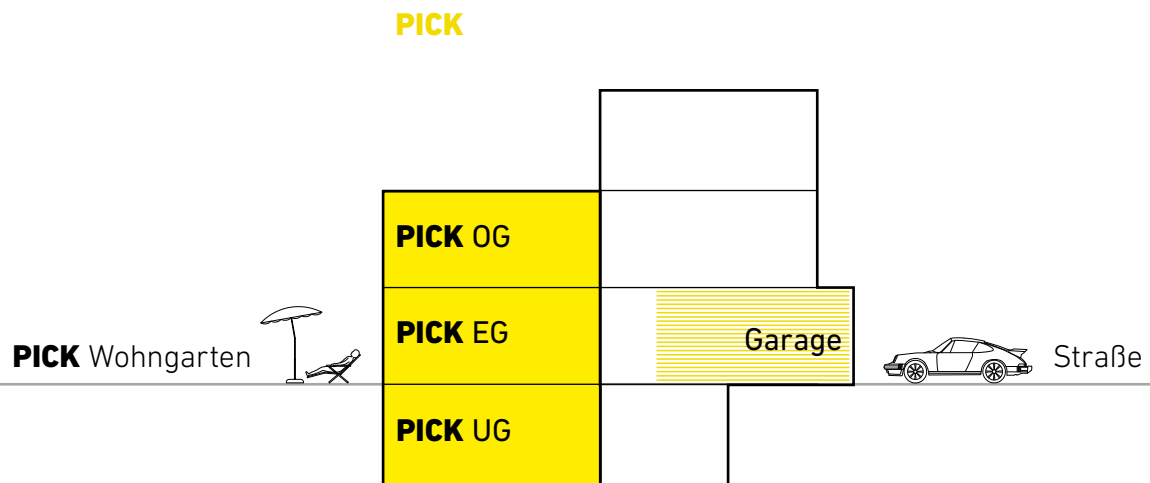 PICK
PICK OG
PICK EG
Garage
PICK Wohngarten
Straße
PICK UG